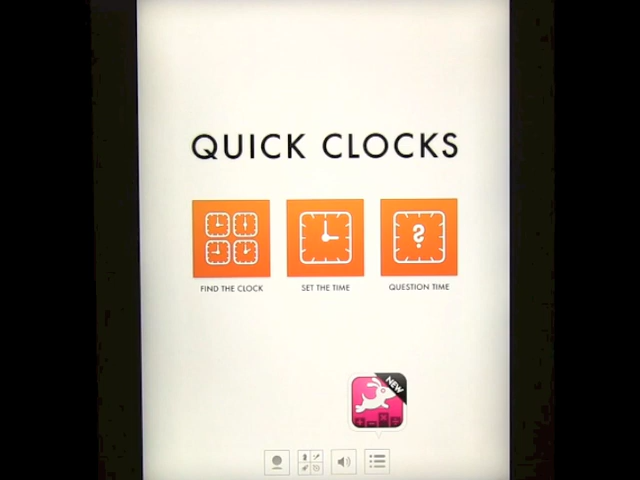 QUICK CLOCKS
FIND THE CLOCK
SET THE TIME
QUESTION TIME
?
NEW